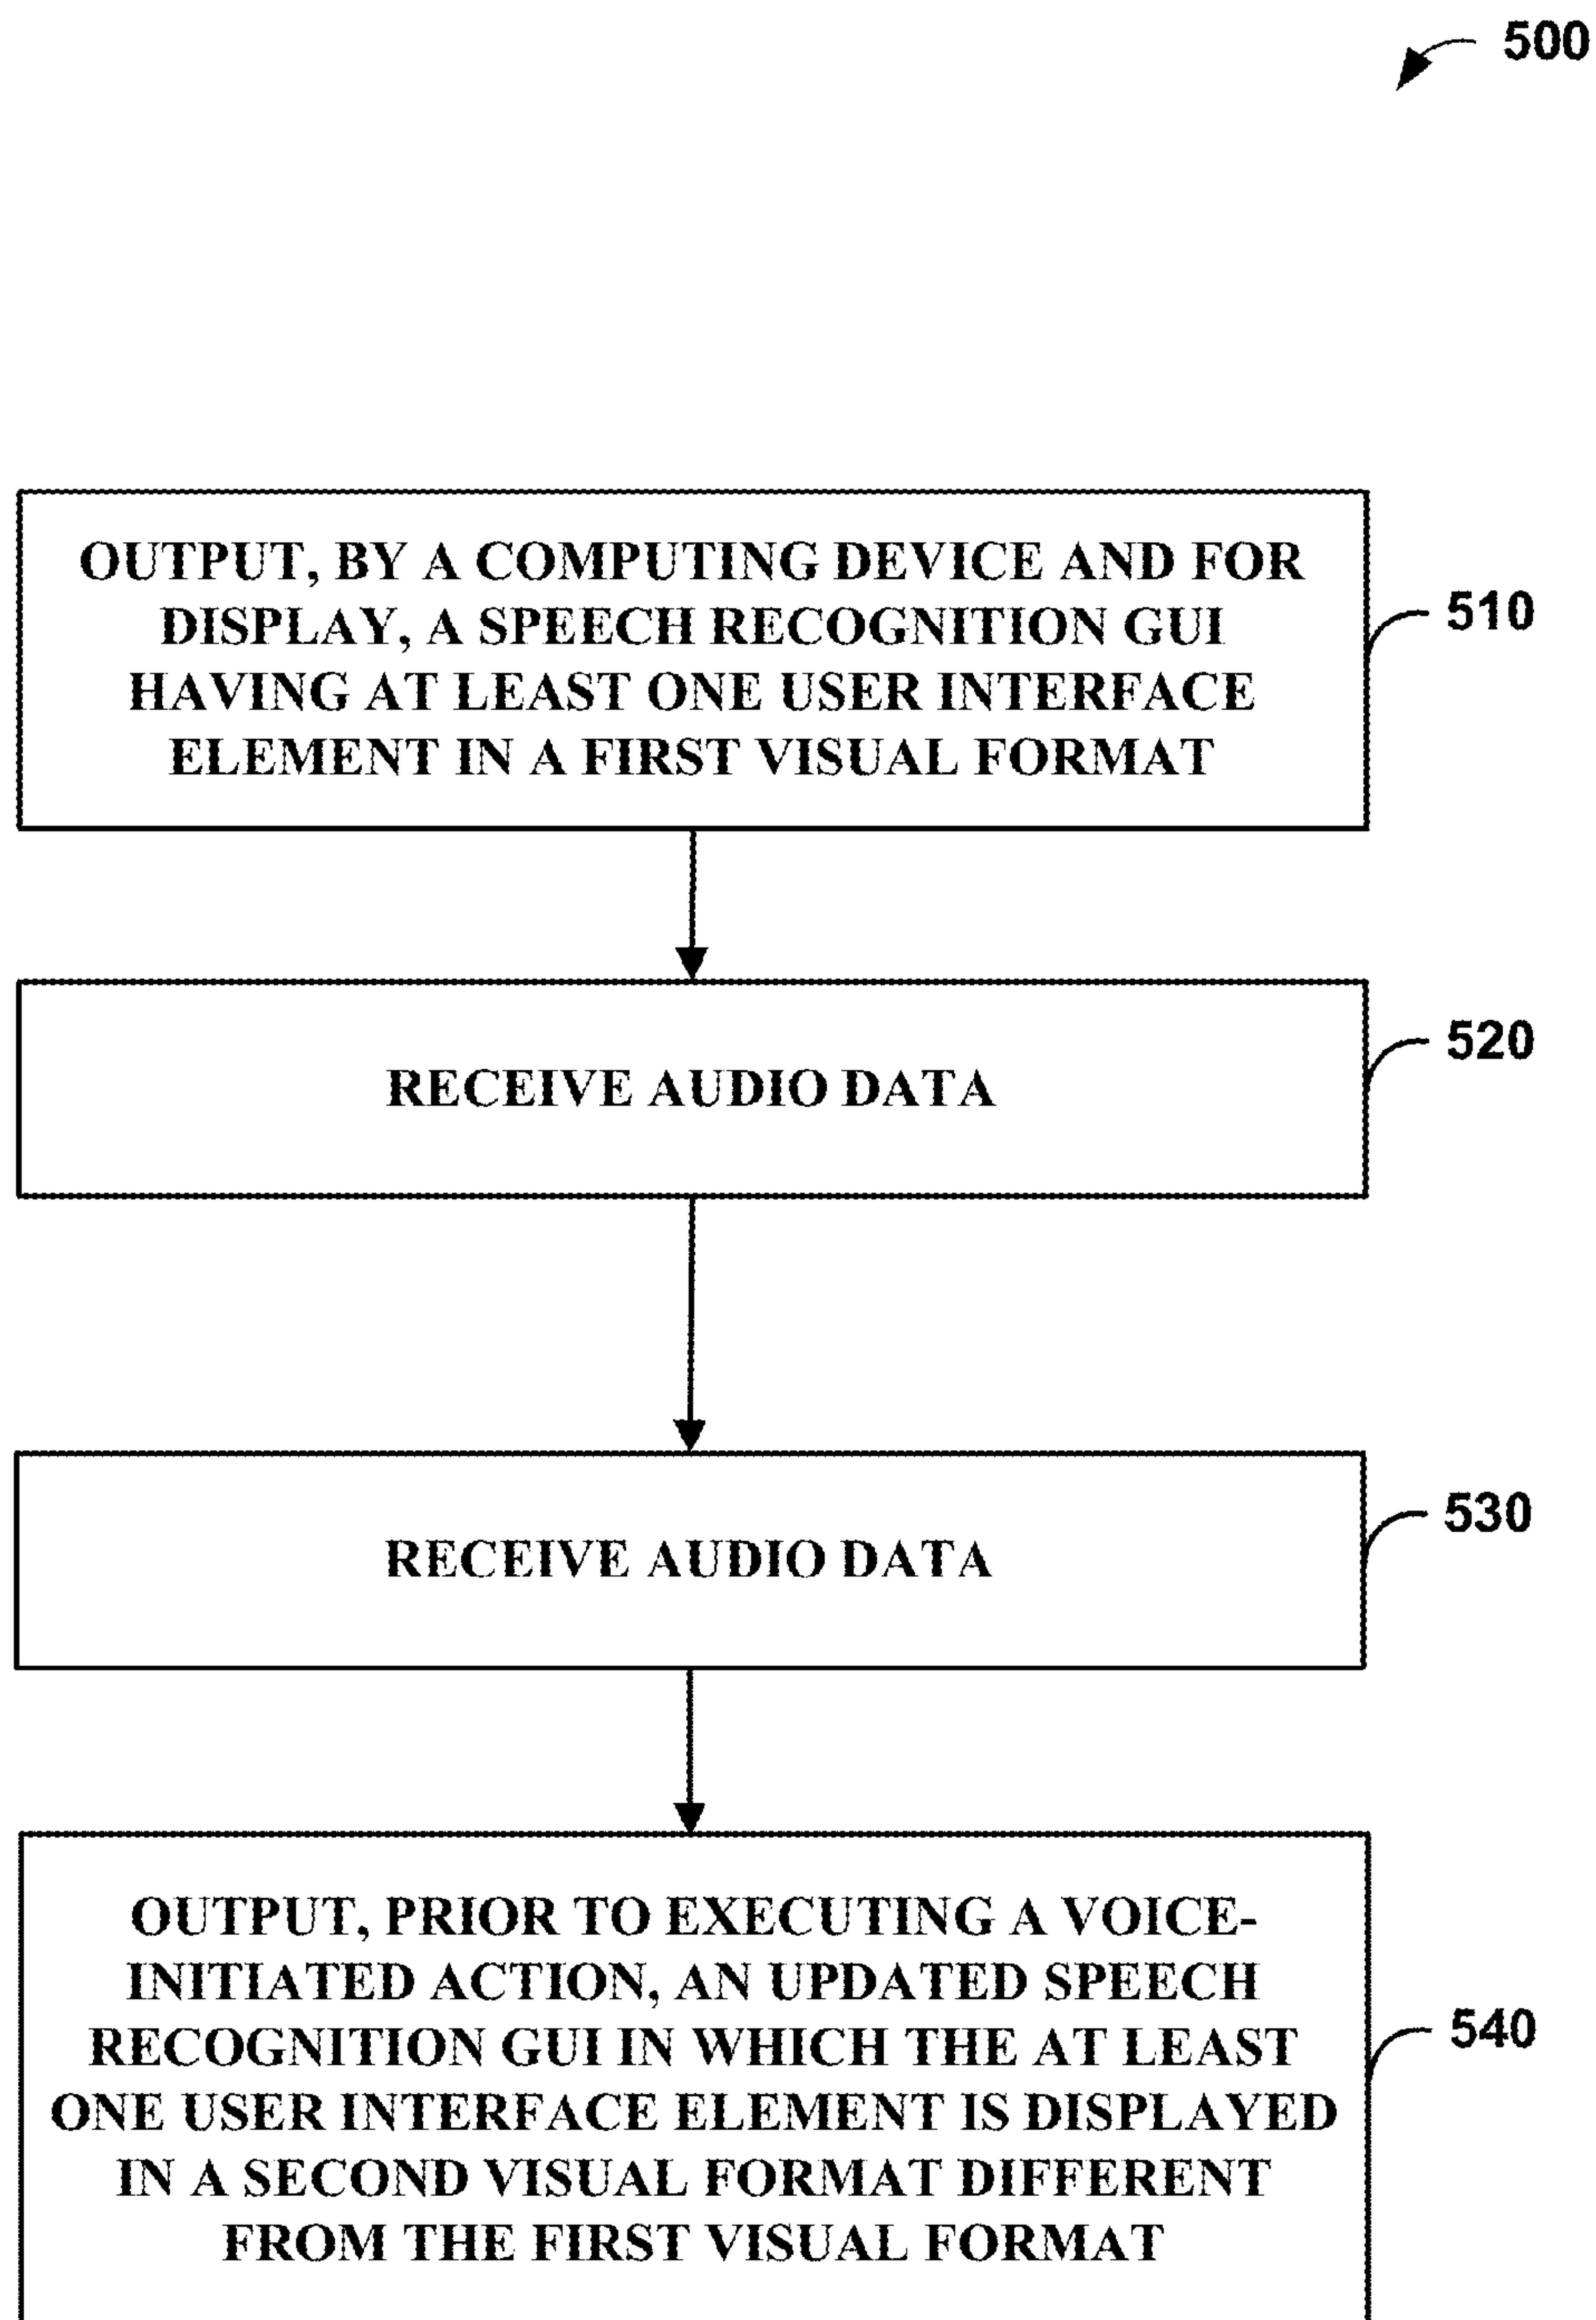 500
OUTPUT, BY A COMPUTING DEVICE AND FOR
DISPLAY, A SPEECH RECOGNITION GUI
HAVING AT LEAST ONE USER INTERFACE
ELEMENT IN A FIRST VISUAL FORMAT
510
RECEIVE AUDIO DATA
520
RECEIVE AUDIO DATA
530
OUTPUT, PRIOR TO EXECUTING A VOICE-
INITIATED ACTION, AN UPDATED SPEECH
RECOGNITION GUI IN WHICH THE AT LEAST
ONE USER INTERFACE ELEMENT IS DISPLAYED
IN A SECOND VISUAL FORMAT DIFFERENT
FROM THE FIRST VISUAL FORMAT
540